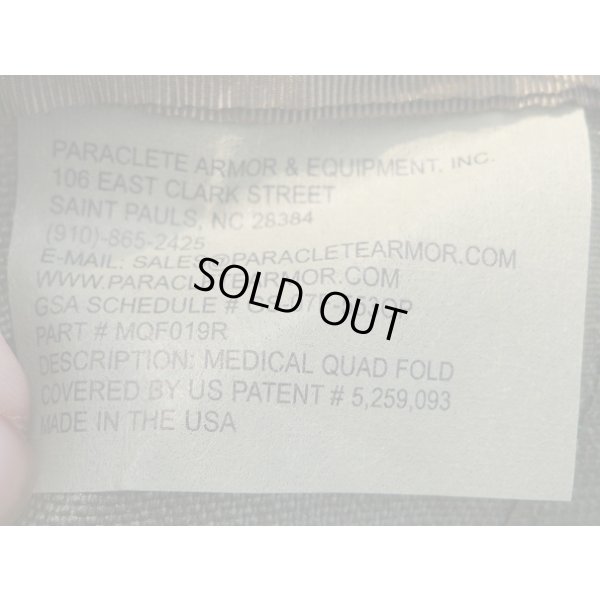 PARACLETE ARMOR & EQUIPMENT, INC.
106 EAST CLARK STREET
SAINT PAULS, NC 28384
(910)-865-2425
E-MAIL: SALES@PARACLETEARMOR.COM
WWW.PARACLETEARMOR.COM
GSA SCHEDULE #
SOLD OUT
PART # MQF019R
DESCRIPTION: MEDICAL QUAD FOLD
COVERED BY US PATENT # 5,259,093
MADE IN THE USA